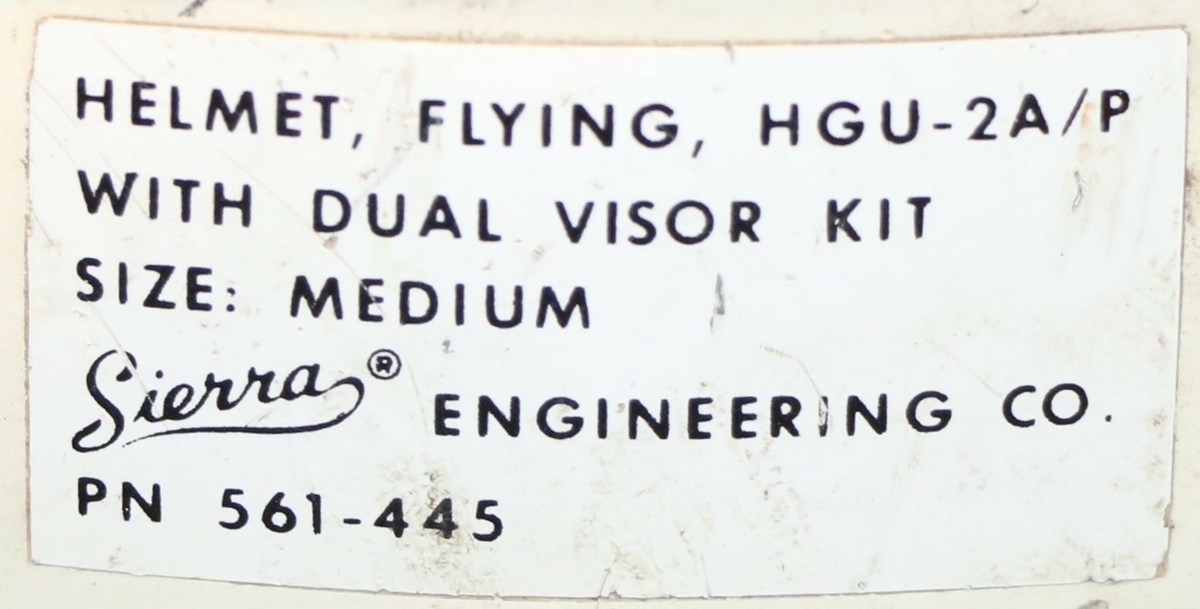 HELMET, FLYING, HGU-2A/P
WITH DUAL VISOR KIT
SIZE: MEDIUM
Sierra® ENGINEERING CO.
PN 561-445